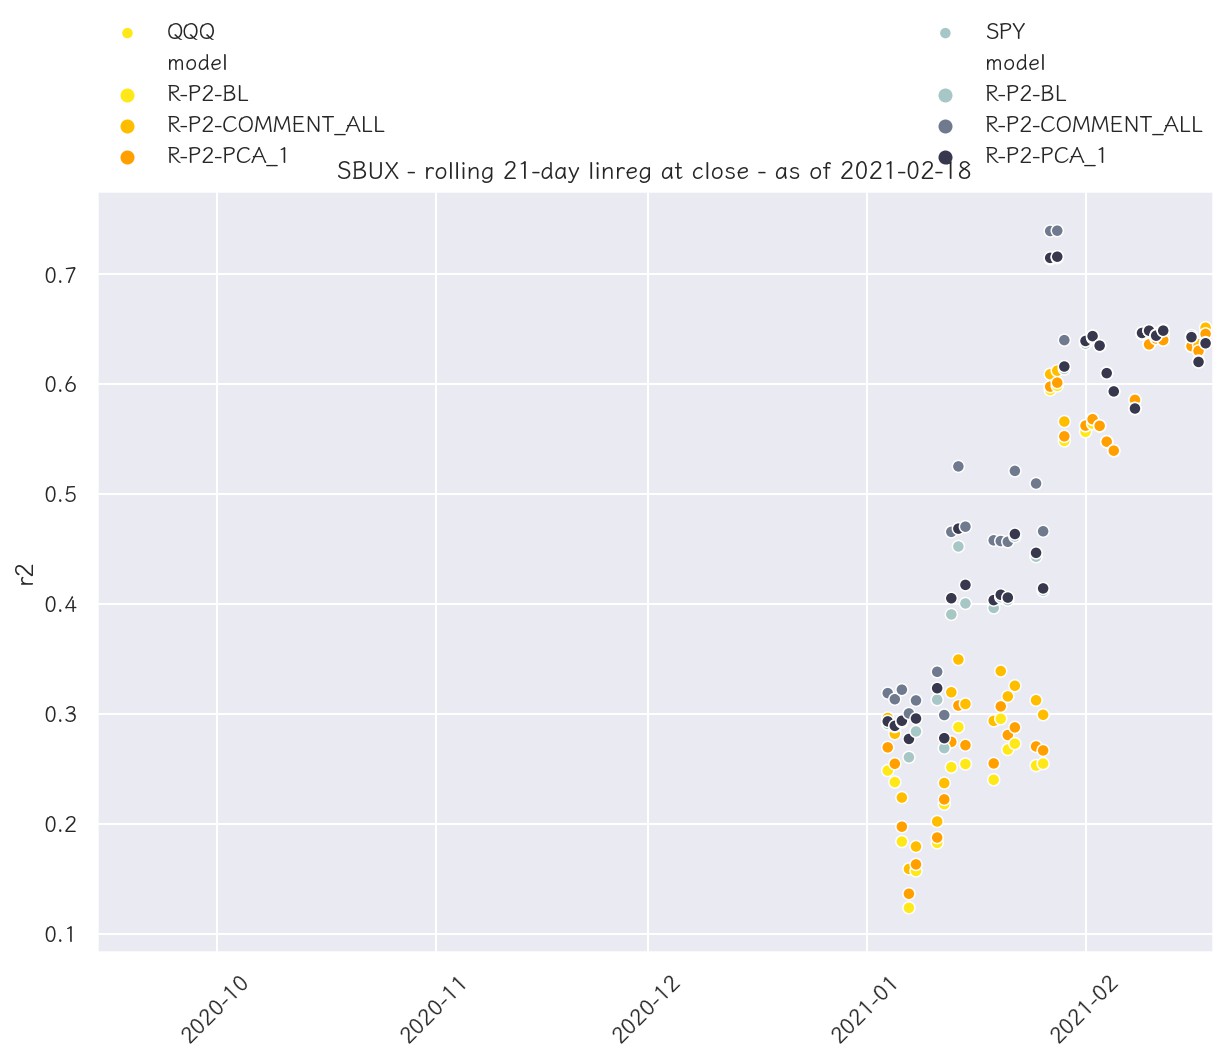 QQQ
model
R-P2-BL
R-P2-COMMENT_ALL
R-P2-PCA_1
SPY
model
R-P2-BL
R-P2-COMMENT_ALL
R-P2-PCA_1
SBUX - rolling 21-day linreg at close - as of 2021-02-18
r2
0.7
0.6
0.5
0.4
0.3
0.2
0.1
2020-10
2020-11
2020-12
2021-01
2021-02